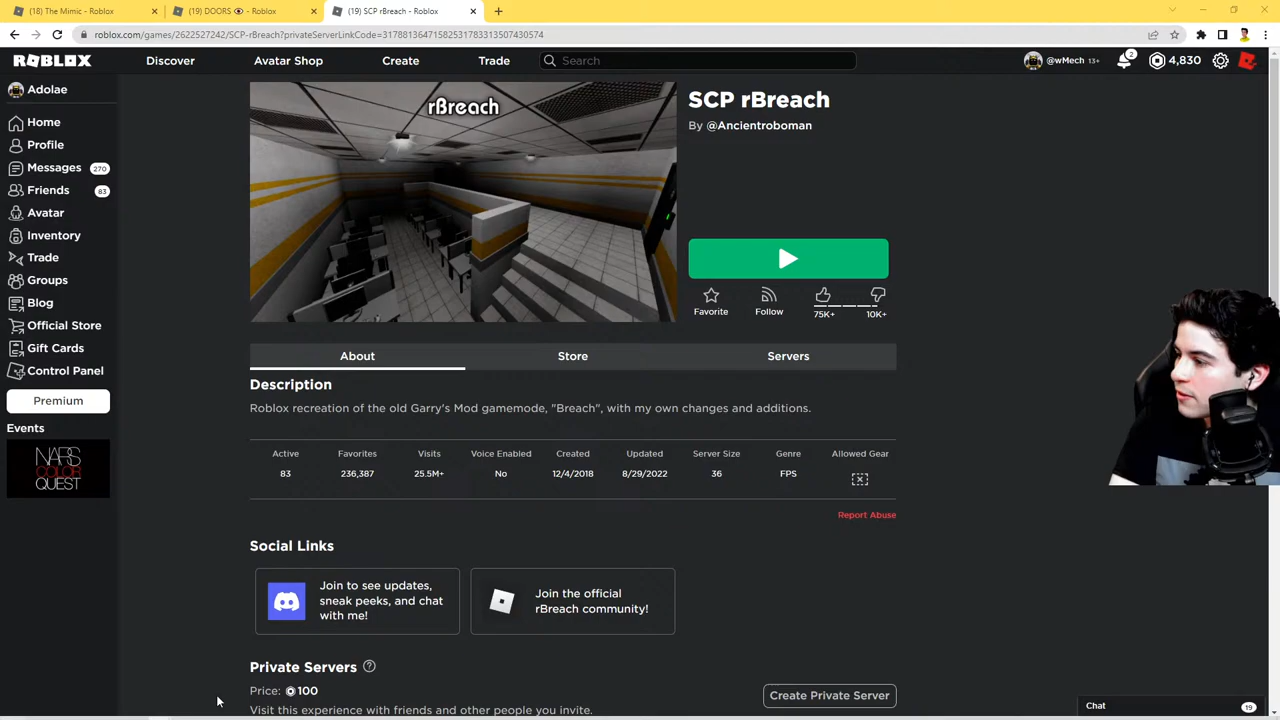 (18) The Mimic - Roblox
(19) DOORS 👁 - Roblox
(19) SCP rBreach - Roblox
roblox.com/games/2622527242/SCP-rBreach?privateServerLinkCode=31788136471582531783313507430574
ROBLOX
Discover
Avatar Shop
Create
Trade
Search
@wMech 13+
2
4,830
Adolae
Home
Profile
Messages 270
Friends 83
Avatar
Inventory
Trade
Groups
Blog
Official Store
Gift Cards
Control Panel
Premium
Events
NARS
COLOR
QUEST
rBreach
SCP rBreach
By @Ancientroboman
Favorite
Follow
75K+
10K+
About
Store
Servers
Description
Roblox recreation of the old Garry's Mod gamemode, "Breach", with my own changes and additions.
Active Favorites Visits Voice Enabled Created Updated Server Size Genre Allowed Gear
83 236,387 25.5M+ No 12/4/2018 8/29/2022 36 FPS
Report Abuse
Social Links
Join to see updates,
sneak peeks, and chat
with me!
Join the official
rBreach community!
Private Servers
Price: 100
Create Private Server
Visit this experience with friends and other people you invite.
Chat 19